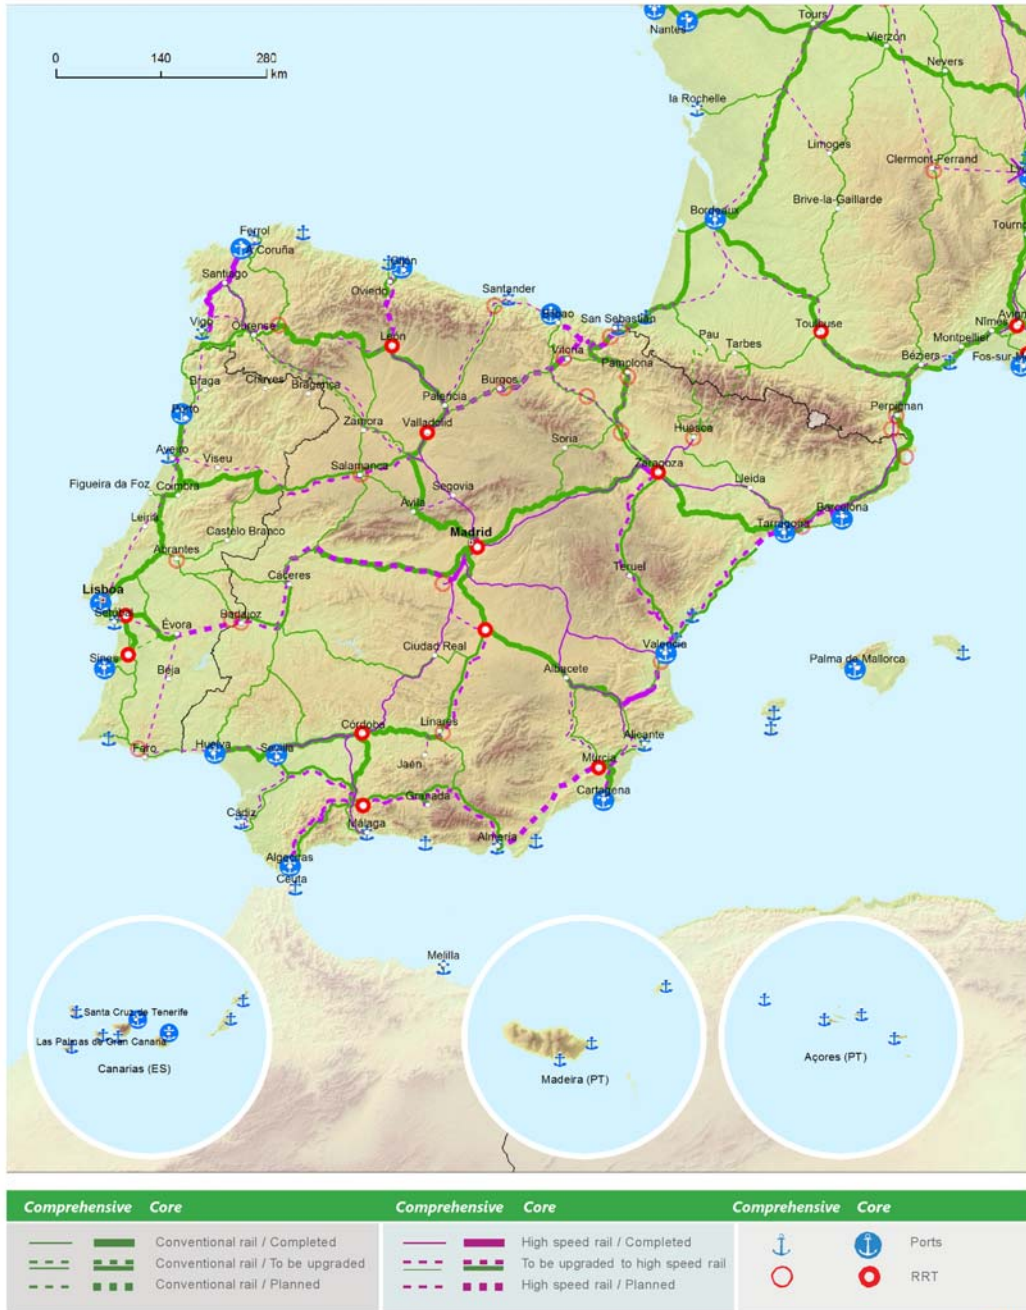 Nantes
Tours
Vierzon
Nevers
0 140 280
km
la Rochelle
Limoges
Clermont-Ferrand
Brive-la-Gaillarde
Bordeaux
Ferrol
A Coruña
Santiago
Gijón
Oviedo
Santander
Bilbao
San Sebastián
Vigo
Ourense
León
Vitoria
Pau
Tarbes
Toulouse
Nîmes
Montpellier
Béziers
Pamplona
Burgos
Braga
Chaves
Bragança
Palencia
Perpignan
Porto
Zamora
Valladolid
Huesca
Soria
Aveiro
Viseu
Salamanca
Zaragoza
Figueira da Foz
Coimbra
Segovia
Lleida
Ávila
Barcelona
Leiria
Castelo Branco
Madrid
Tarragona
Abrantes
Cáceres
Teruel
Lisboa
Setúbal
Évora
Badajoz
Valencia
Ciudad Real
Sines
Beja
Albacete
Palma de Mallorca
Córdoba
Linares
Alicante
Faro
Huelva
Sevilla
Jaén
Murcia
Granada
Cartagena
Cádiz
Málaga
Almería
Algeciras
Ceuta
Melilla
Santa Cruz de Tenerife
Las Palmas de Gran Canaria
Canarias (ES)
Madeira (PT)
Açores (PT)
Comprehensive Core
Conventional rail / Completed
Conventional rail / To be upgraded
Conventional rail / Planned
Comprehensive Core
High speed rail / Completed
To be upgraded to high speed rail
High speed rail / Planned
Comprehensive Core
Ports
RRT